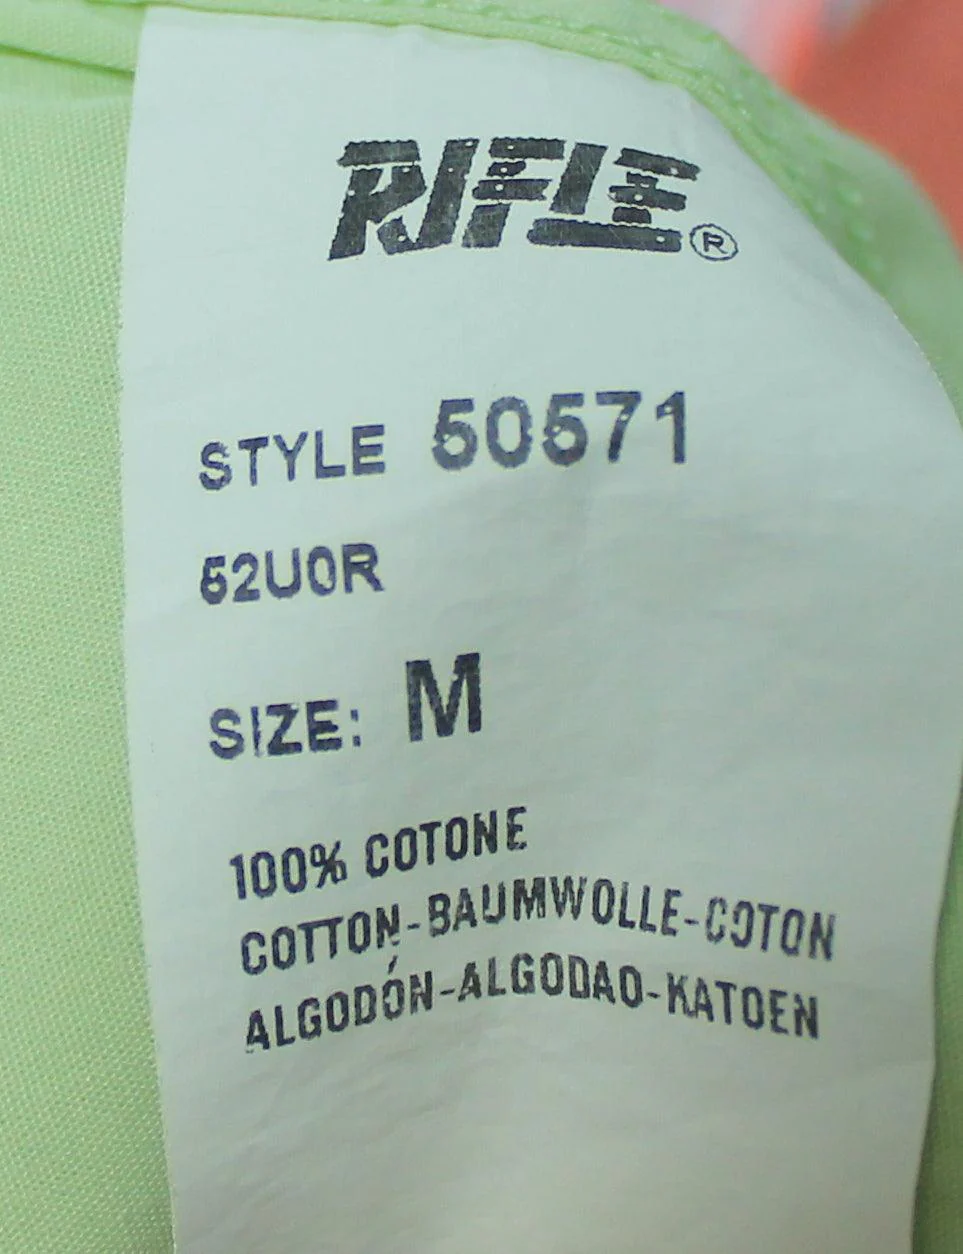 RIFLE®
STYLE 50571
52U0R
SIZE: M
100% COTONE
COTTON-BAUMWOLLE-COTON
ALGODÓN-ALGODAO-KATOEN